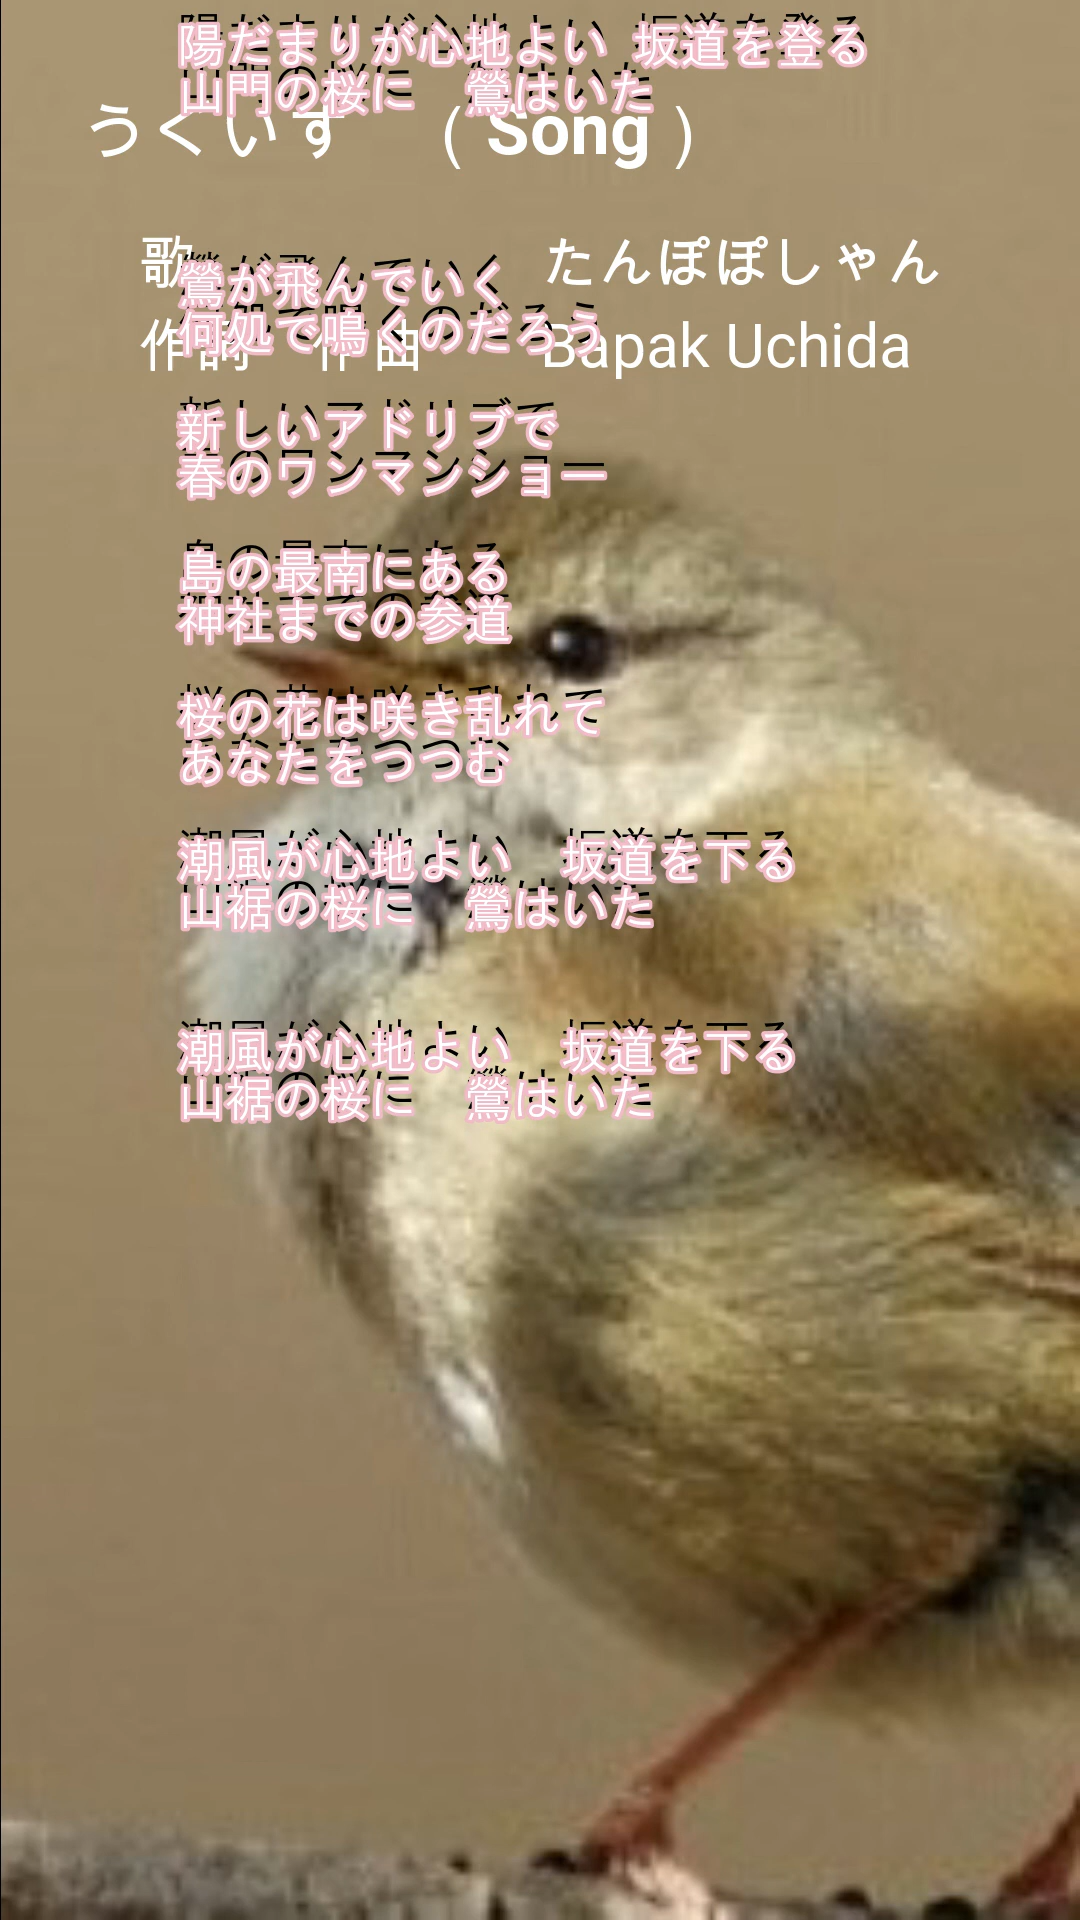 陽だまりが心地よい 坂道を登る
山門の桜に　鶯はいた
うぐいす （Song）
歌 たんぽぽしゃん
鶯が飛んでいく
何処で鳴くのだろう
作詞 作曲 Bapak Uchida
新しいアドリブで
春のワンマンショー
島の最南にある
神社までの参道
桜の花は咲き乱れて
あなたをつつむ
潮風が心地よい　坂道を下る
山裾の桜に　鶯はいた
潮風が心地よい　坂道を下る
山裾の桜に　鶯はいた